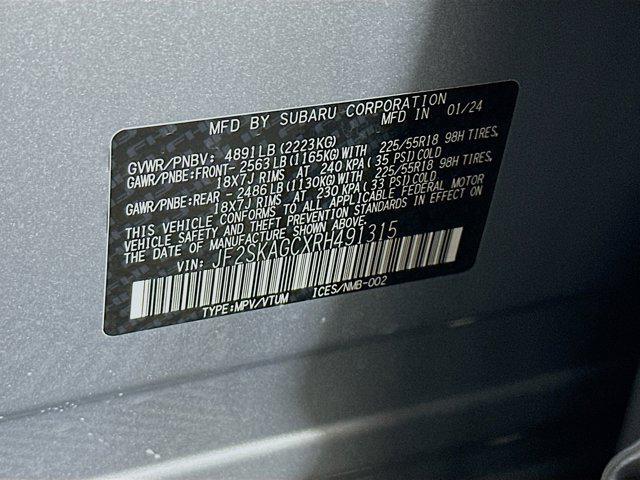 MFD BY SUBARU CORPORATION
MFD IN 01/24
GVWR/PNBV: 4891LB(2223KG)
GAWR/PNBE:FRONT- 2563LB(1165KG)WITH 225/55R18 98H TIRES,
18X7J RIMS AT 240 KPA( 35 PSI)COLD
GAWR/PNBE:REAR - 2486LB(1130KG)WITH 225/55R18 98H TIRES,
18X7J RIMS AT 230 KPA( 33 PSI)COLD
THIS VEHICLE CONFORMS TO ALL APPLICABLE FEDERAL MOTOR
VEHICLE SAFETY AND THEFT PREVENTION STANDARDS IN EFFECT ON
THE DATE OF MANUFACTURE SHOWN ABOVE.
VIN: JF2SKAGCXRH491315
TYPE:MPV/VTUM ICES/NMB-002